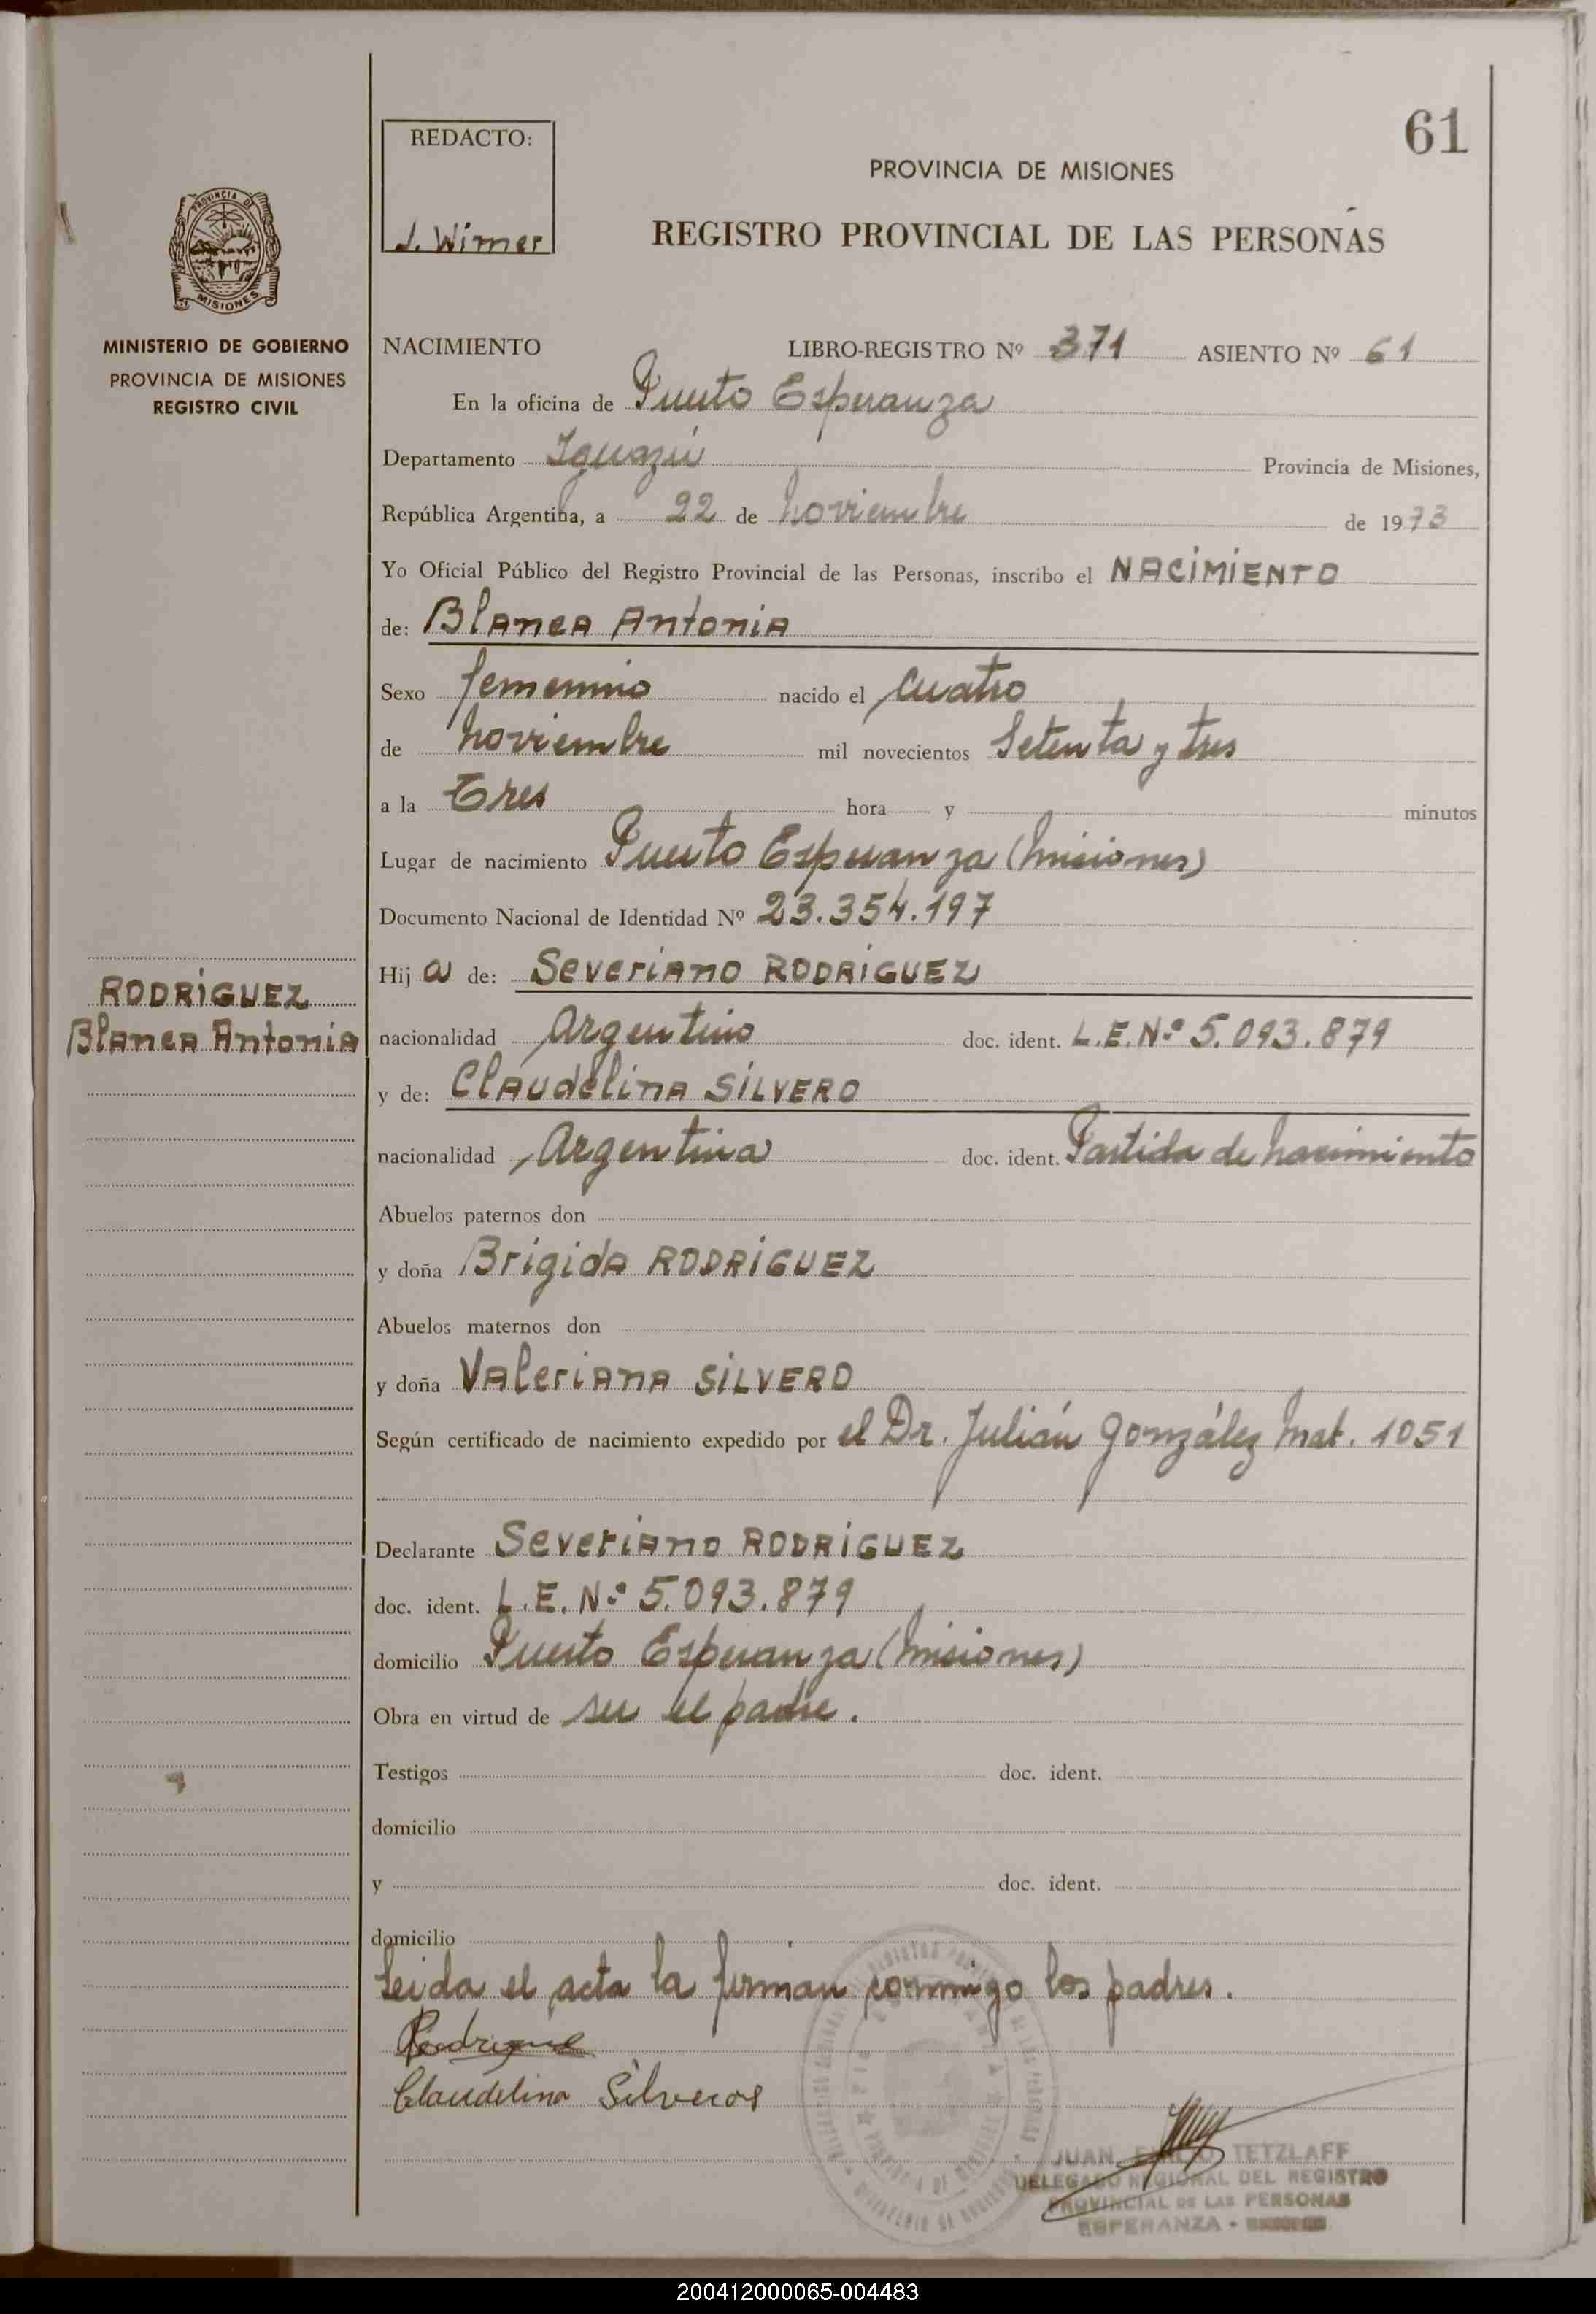 61
REDACTO:
J. Wimer
PROVINCIA DE MISIONES
REGISTRO PROVINCIAL DE LAS PERSONAS
PROVINCIA DE
MISIONES
MINISTERIO DE GOBIERNO
PROVINCIA DE MISIONES
REGISTRO CIVIL
NACIMIENTO LIBRO-REGISTRO Nº 371 ASIENTO Nº 61
En la oficina de Puerto Esperanza
Departamento Iguazú Provincia de Misiones,
República Argentina, a 22 de noviembre de 1973
Yo Oficial Público del Registro Provincial de las Personas, inscribo el NACIMIENTO
de: Blanca Antonia
Sexo femenino nacido el cuatro
de noviembre mil novecientos Setenta y tres
a la Tres hora y minutos
Lugar de nacimiento Puerto Esperanza (Misiones)
Documento Nacional de Identidad Nº 23.354.197
Hija de: Severiano RODRIGUEZ
RODRIGUEZ
Blanca Antonia
nacionalidad Argentino doc. ident. L.E.Nº 5.093.879
y de: Claudelina SILVERO
nacionalidad Argentina doc. ident. Partida de nacimiento
Abuelos paternos don
y doña Brigida RODRIGUEZ
Abuelos maternos don
y doña Valeriana SILVERO
Según certificado de nacimiento expedido por el Dr. Julián González Mat. 1051
Declarante Severiano RODRIGUEZ
doc. ident. L.E.Nº 5.093.879
domicilio Puerto Esperanza (Misiones)
Obra en virtud de ser el padre.
Testigos doc. ident.
domicilio
y doc. ident.
domicilio
Leida el acta la firman conmigo los padres.
Claudelina Silveros
JUAN TETZLAFF
DELEGADO REGIONAL DEL REGISTRO
PROVINCIAL DE LAS PERSONAS
ESPERANZA -
200412000065-004483